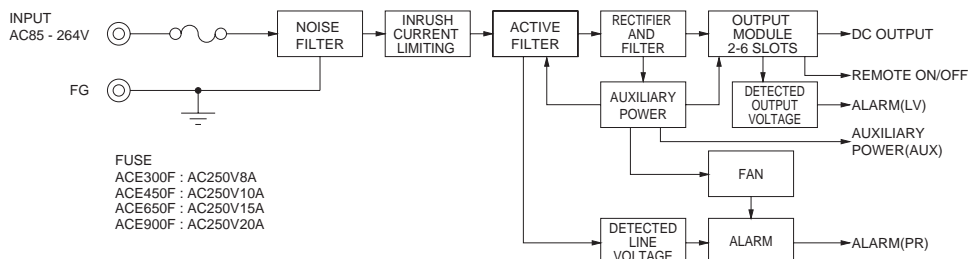 INPUT
AC85 - 264V
FG
NOISE
FILTER
INRUSH
CURRENT
LIMITING
ACTIVE
FILTER
RECTIFIER
AND
FILTER
OUTPUT
MODULE
2-6 SLOTS
DC OUTPUT
REMOTE ON/OFF
AUXILIARY
POWER
DETECTED
OUTPUT
VOLTAGE
ALARM(LV)
AUXILIARY
POWER(AUX)
FUSE
ACE300F : AC250V8A
ACE450F : AC250V10A
ACE650F : AC250V15A
ACE900F : AC250V20A
FAN
DETECTED
LINE
VOLTAGE
ALARM
ALARM(PR)